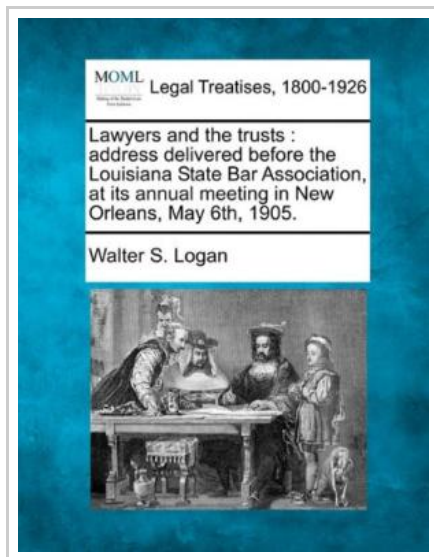 MOML
Legal Treatises, 1800-1926
Lawyers and the trusts :
address delivered before the
Louisiana State Bar Association,
at its annual meeting in New
Orleans, May 6th, 1905.
Walter S. Logan